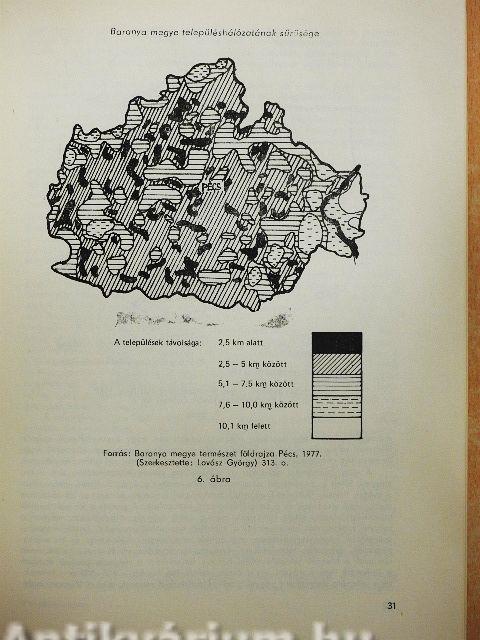 Baranya megye településhálózatának sűrűsége
PÉCS
A települések távolsága: 2,5 km alatt
2,5 – 5 km között
5,1 – 7,5 km között
7,6 – 10,0 km között
10,1 km felett
Forrás: Baranya megye természet földrajza Pécs, 1977.
(Szerkesztette: Lovász György) 313. o.
6. ábra
31
Antikvárium.hu